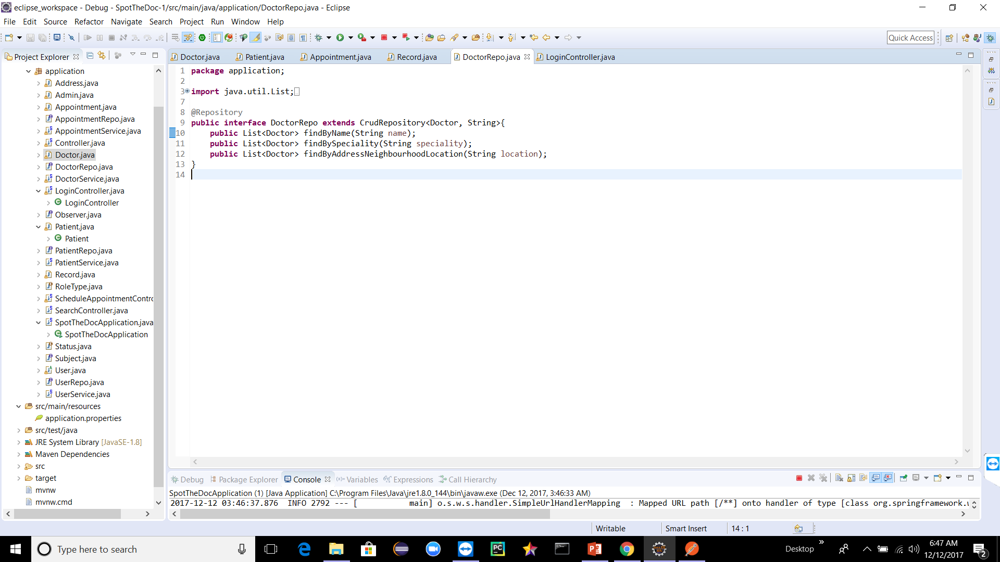 eclipse_workspace - Debug - SpotTheDoc-1/src/main/java/application/DoctorRepo.java - Eclipse
File Edit Source Refactor Navigate Search Project Run Window Help
Quick Access
Project Explorer
Doctor.java Patient.java Appointment.java Record.java DoctorRepo.java LoginController.java
application
Address.java
Admin.java
Appointment.java
AppointmentRepo.java
AppointmentService.java
Controller.java
Doctor.java
DoctorRepo.java
DoctorService.java
LoginController.java
LoginController
Observer.java
Patient.java
Patient
PatientRepo.java
PatientService.java
Record.java
RoleType.java
ScheduleAppointmentContro
SearchController.java
SpotTheDocApplication.java
SpotTheDocApplication
Status.java
Subject.java
User.java
UserRepo.java
UserService.java
src/main/resources
application.properties
src/test/java
JRE System Library [JavaSE-1.8]
Maven Dependencies
src
target
mvnw
mvnw.cmd
1 package application;
2
3 import java.util.List;
7
8 @Repository
9 public interface DoctorRepo extends CrudRepository<Doctor, String>{
10 public List<Doctor> findByName(String name);
11 public List<Doctor> findBySpeciality(String speciality);
12 public List<Doctor> findByAddressNeighbourhoodLocation(String location);
13 }
14
Debug Package Explorer Console Variables Expressions Call Hierarchy
SpotTheDocApplication (1) [Java Application] C:\Program Files\Java\jre1.8.0_144\bin\javaw.exe (Dec 12, 2017, 3:46:33 AM)
2017-12-12 03:46:37.876 INFO 2792 --- [ main] o.s.w.s.handler.SimpleUrlHandlerMapping : Mapped URL path [/**] onto handler of type [class org.springframework.
Writable Smart Insert 14 : 1
Type here to search
Desktop
6:47 AM
12/12/2017
2